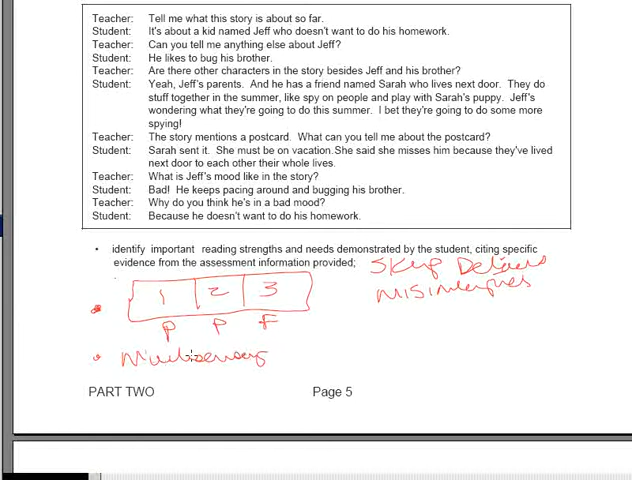 Teacher: Tell me what this story is about so far.
Student: It's about a kid named Jeff who doesn't want to do his homework.
Teacher: Can you tell me anything else about Jeff?
Student: He likes to bug his brother.
Teacher: Are there other characters in the story besides Jeff and his brother?
Student: Yeah, Jeff's parents. And he has a friend named Sarah who lives next door. They do
stuff together in the summer, like spy on people and play with Sarah's puppy. Jeff's
wondering what they're going to do this summer. I bet they're going to do some more
spying!
Teacher: The story mentions a postcard. What can you tell me about the postcard?
Student: Sarah sent it. She must be on vacation.She said she misses him because they've lived
next door to each other their whole lives.
Teacher: What is Jeff's mood like in the story?
Student: Bad! He keeps pacing around and bugging his brother.
Teacher: Why do you think he's in a bad mood?
Student: Because he doesn't want to do his homework.
• identify important reading strengths and needs demonstrated by the student, citing specific
evidence from the assessment information provided;
Skip Details
Misinterpres
1 2 3
P P F
Multisensory
PART TWO Page 5